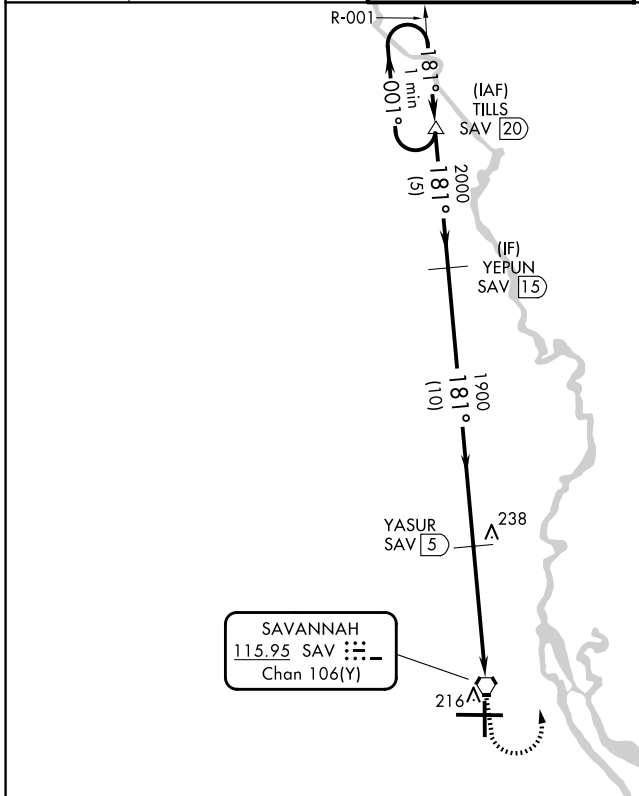 R-001
181°
1 min
001°
(IAF)
TILLS
SAV 20
2000
181°
(5)
(IF)
YEPUN
SAV 15
1900
181°
(10)
YASUR
SAV 5
238
SAVANNAH
115.95 SAV
Chan 106(Y)
216